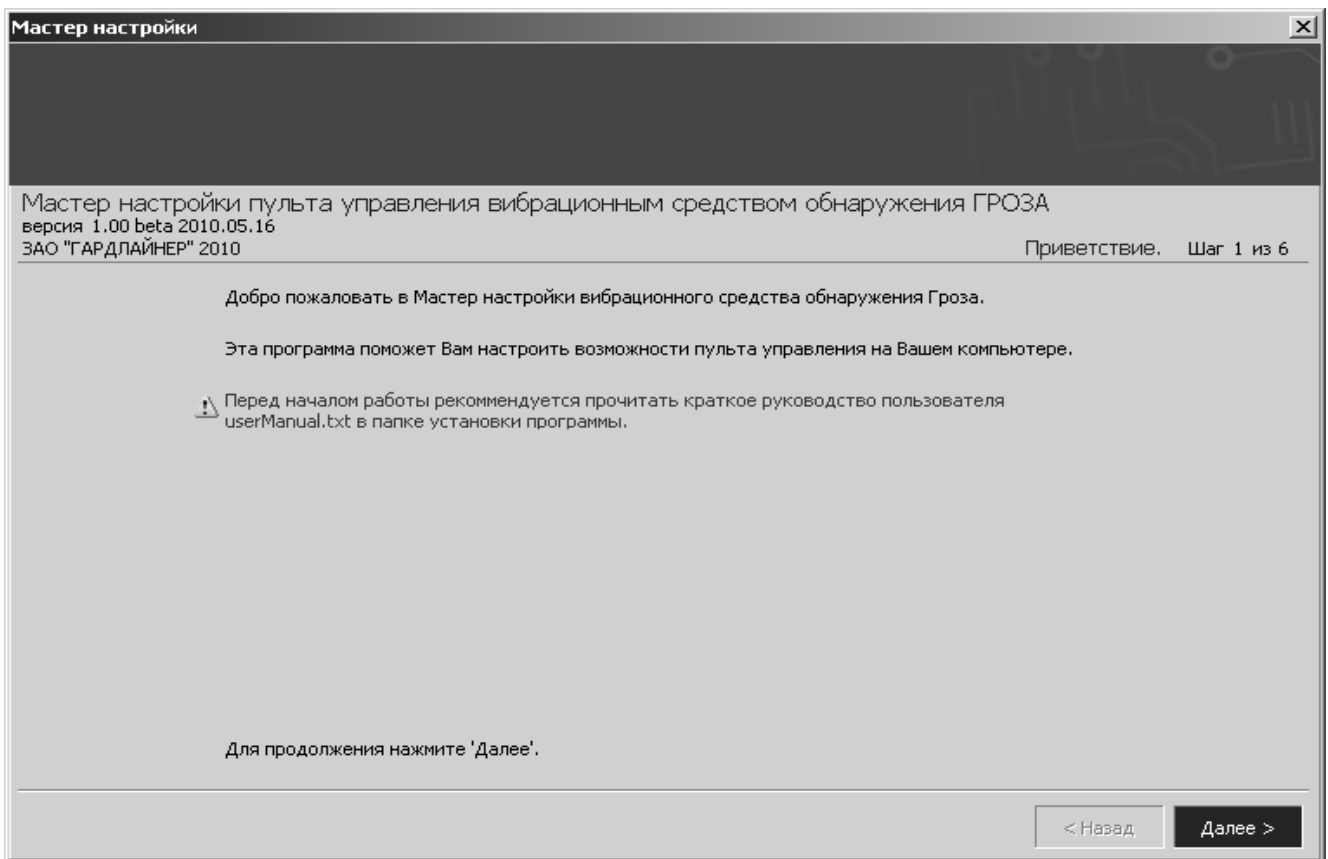 Мастер настройки
Мастер настройки пульта управления вибрационным средством обнаружения ГРОЗА
версия 1.00 beta 2010.05.16
ЗАО "ГАРДЛАЙНЕР" 2010
Приветствие. Шаг 1 из 6
Добро пожаловать в Мастер настройки вибрационного средства обнаружения Гроза.
Эта программа поможет Вам настроить возможности пульта управления на Вашем компьютере.
Перед началом работы рекоммендуется прочитать краткое руководство пользователя
userManual.txt в папке установки программы.
Для продолжения нажмите 'Далее'.
< Назад
Далее >